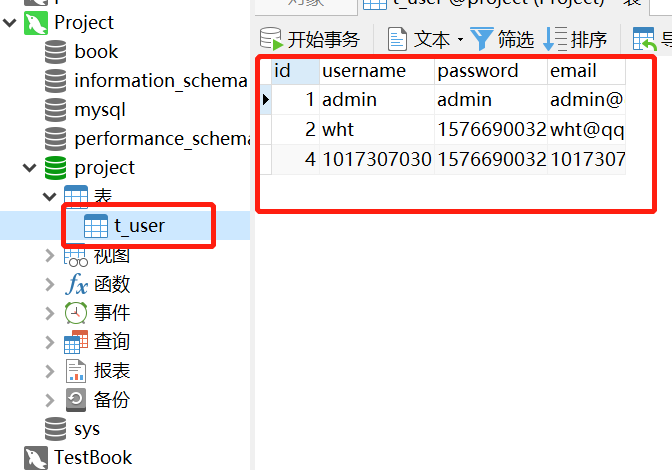 Project
book
information_schema
mysql
performance_schema
project
表
t_user
视图
fx 函数
事件
查询
报表
备份
sys
TestBook
对象 t_user @project (Project) - 表
开始事务 文本 筛选 排序 导
id username password email
1 admin admin admin@
2 wht 1576690032 wht@qq
4 1017307030 1576690032 1017307